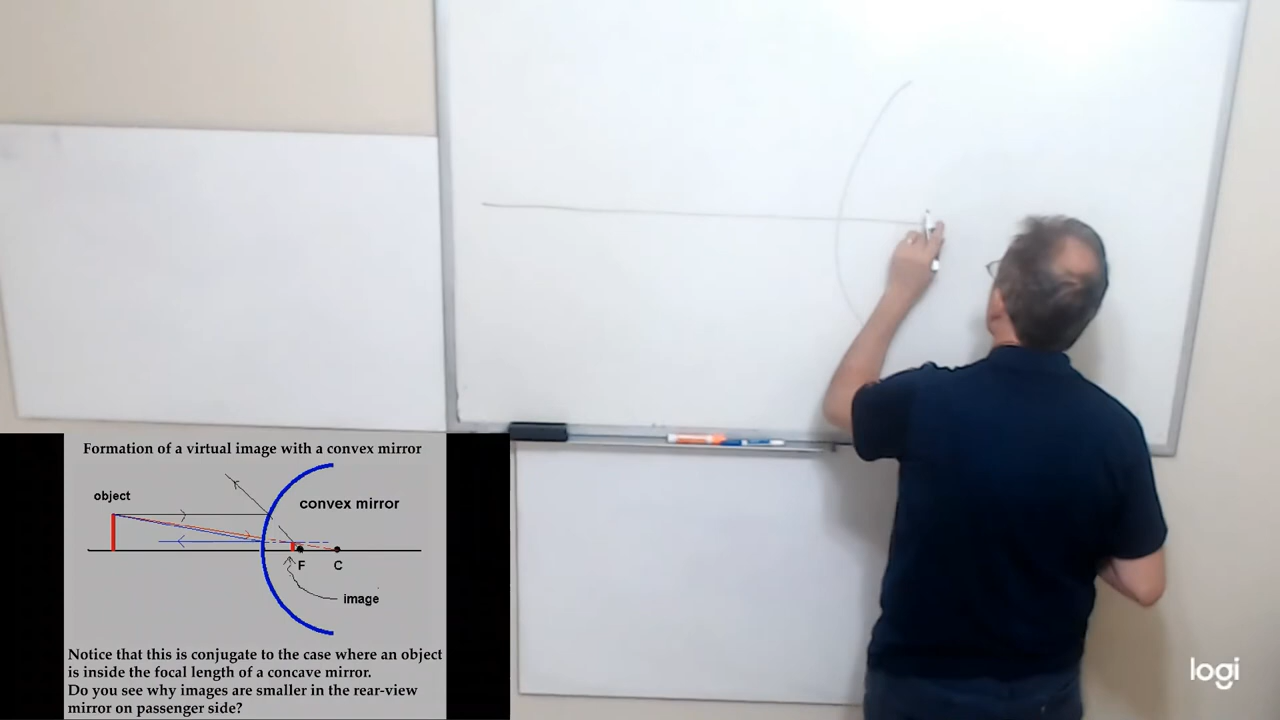 Formation of a virtual image with a convex mirror
object
convex mirror
F
C
image
Notice that this is conjugate to the case where an object
is inside the focal length of a concave mirror.
Do you see why images are smaller in the rear-view
mirror on passenger side?
logi